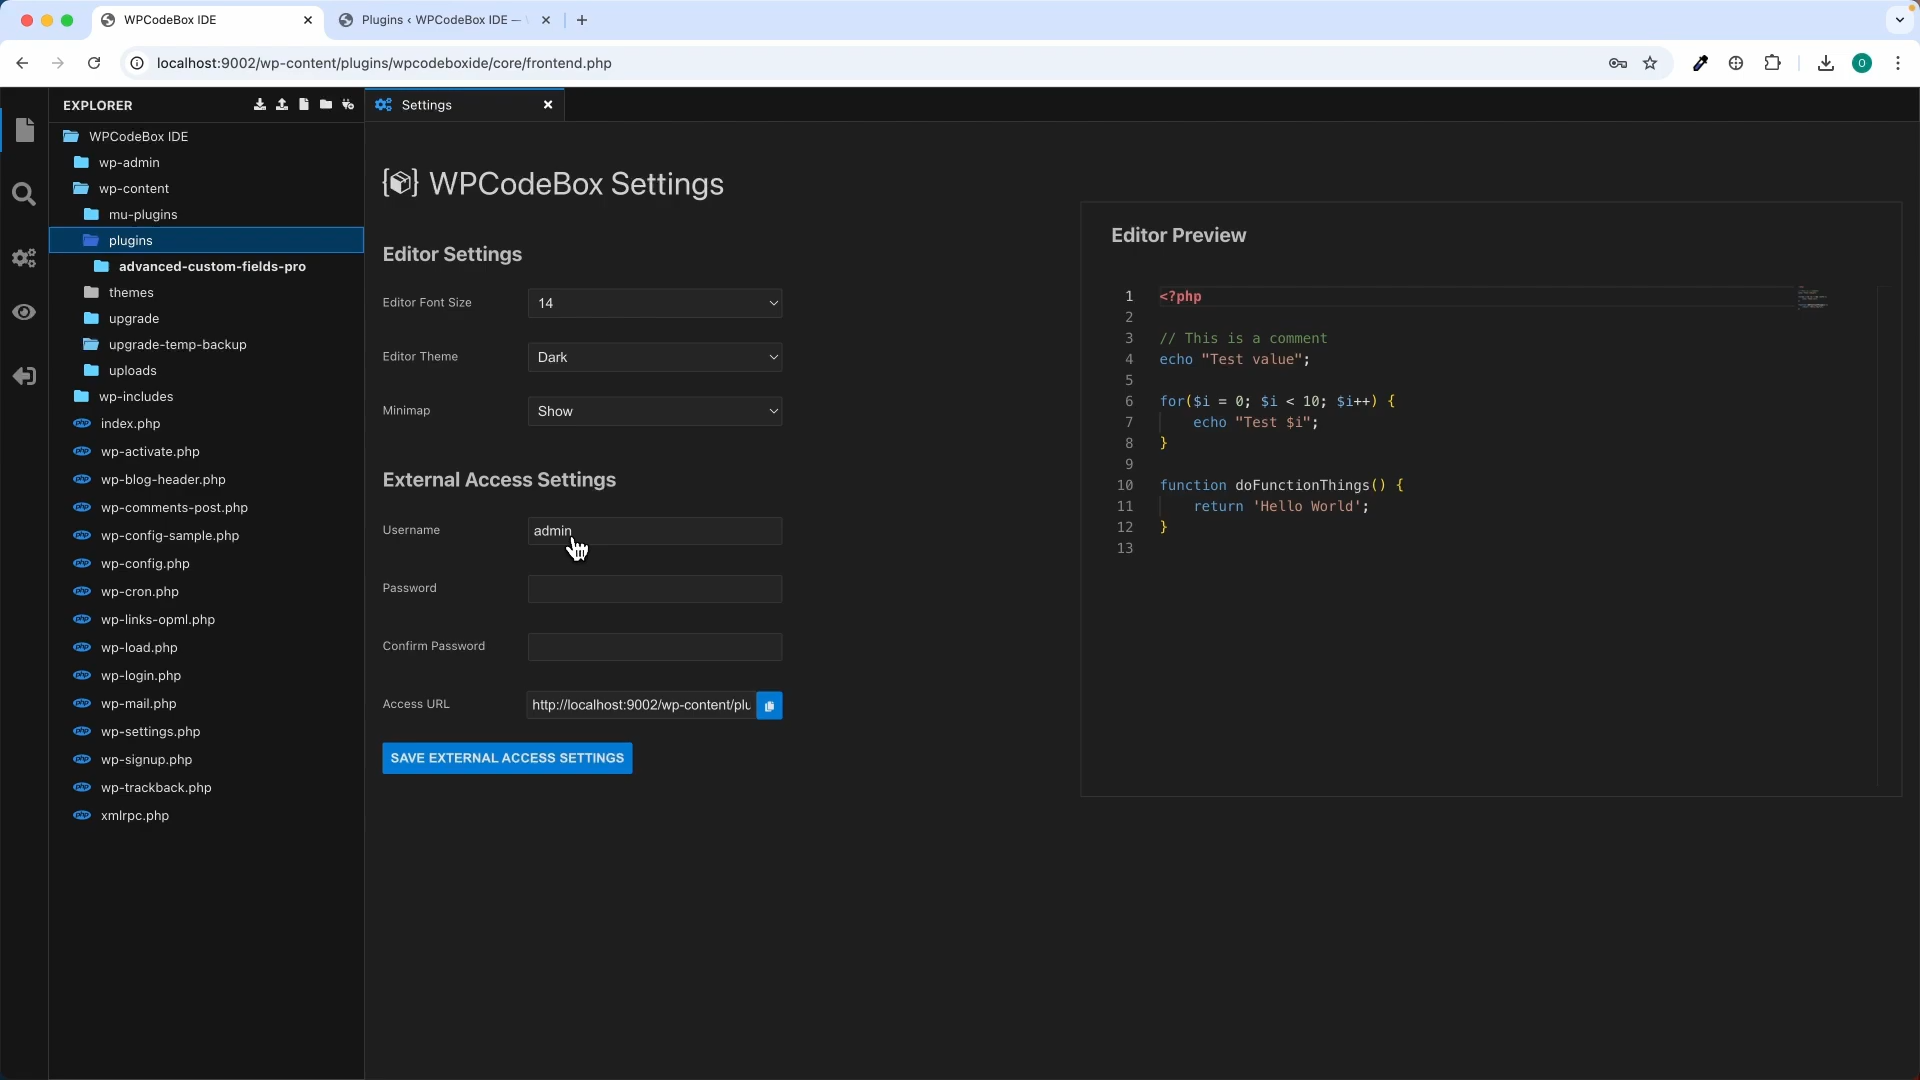 WPCodeBox IDE
Plugins ‹ WPCodeBox IDE —
localhost:9002/wp-content/plugins/wpcodeboxide/core/frontend.php
O
EXPLORER
WPCodeBox IDE
wp-admin
wp-content
mu-plugins
plugins
advanced-custom-fields-pro
themes
upgrade
upgrade-temp-backup
uploads
wp-includes
index.php
wp-activate.php
wp-blog-header.php
wp-comments-post.php
wp-config-sample.php
wp-config.php
wp-cron.php
wp-links-opml.php
wp-load.php
wp-login.php
wp-mail.php
wp-settings.php
wp-signup.php
wp-trackback.php
xmlrpc.php
Settings
WPCodeBox Settings
Editor Settings
Editor Font Size
14
Editor Theme
Dark
Minimap
Show
External Access Settings
Username
admin
Password
Confirm Password
Access URL
http://localhost:9002/wp-content/plu
SAVE EXTERNAL ACCESS SETTINGS
Editor Preview
1 <?php
2
3 // This is a comment
4 echo "Test value";
5
6 for($i = 0; $i < 10; $i++) {
7 echo "Test $i";
8 }
9
10 function doFunctionThings() {
11 return 'Hello World';
12 }
13